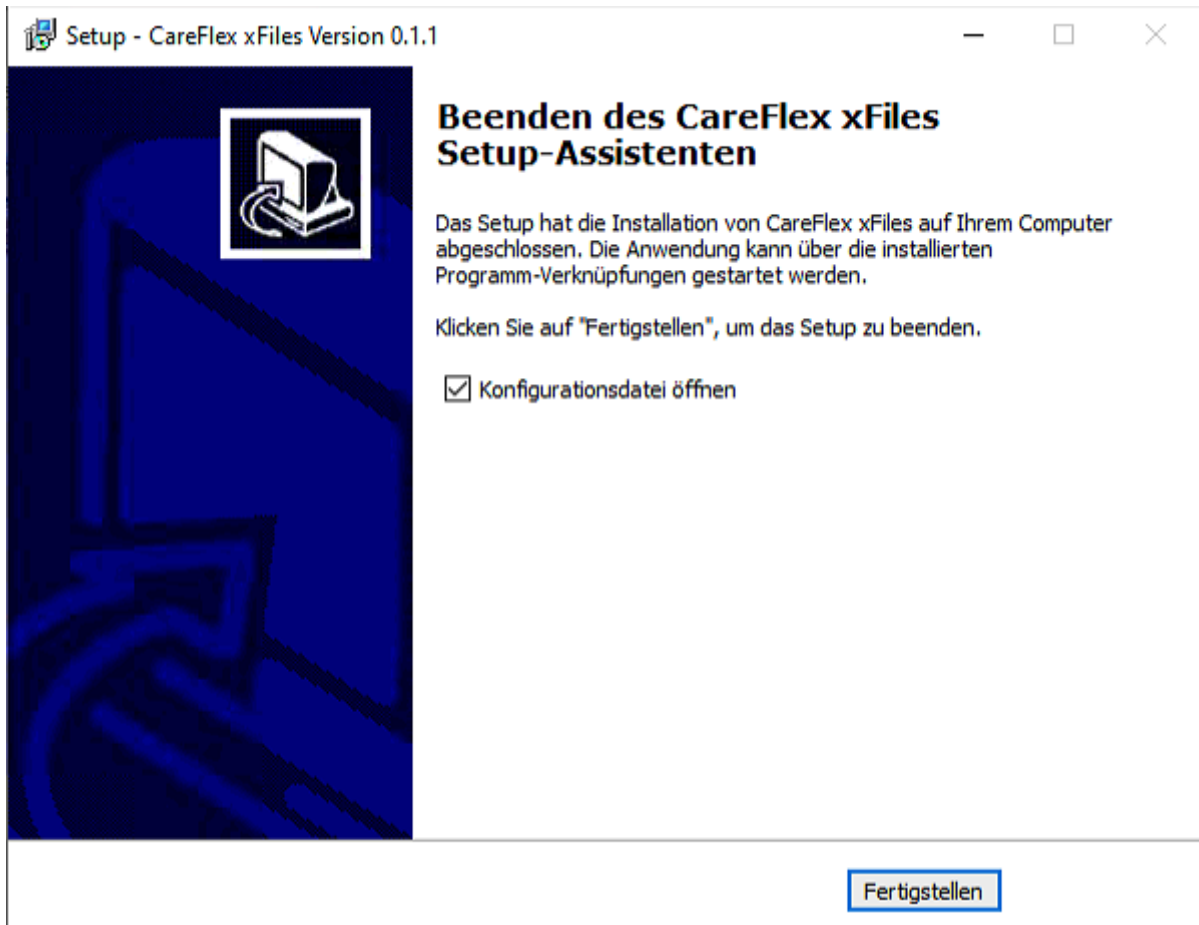 Setup - CareFlex xFiles Version 0.1.1
Beenden des CareFlex xFiles
Setup-Assistenten
Das Setup hat die Installation von CareFlex xFiles auf Ihrem Computer
abgeschlossen. Die Anwendung kann über die installierten
Programm-Verknüpfungen gestartet werden.
Klicken Sie auf "Fertigstellen", um das Setup zu beenden.
Konfigurationsdatei öffnen
Fertigstellen